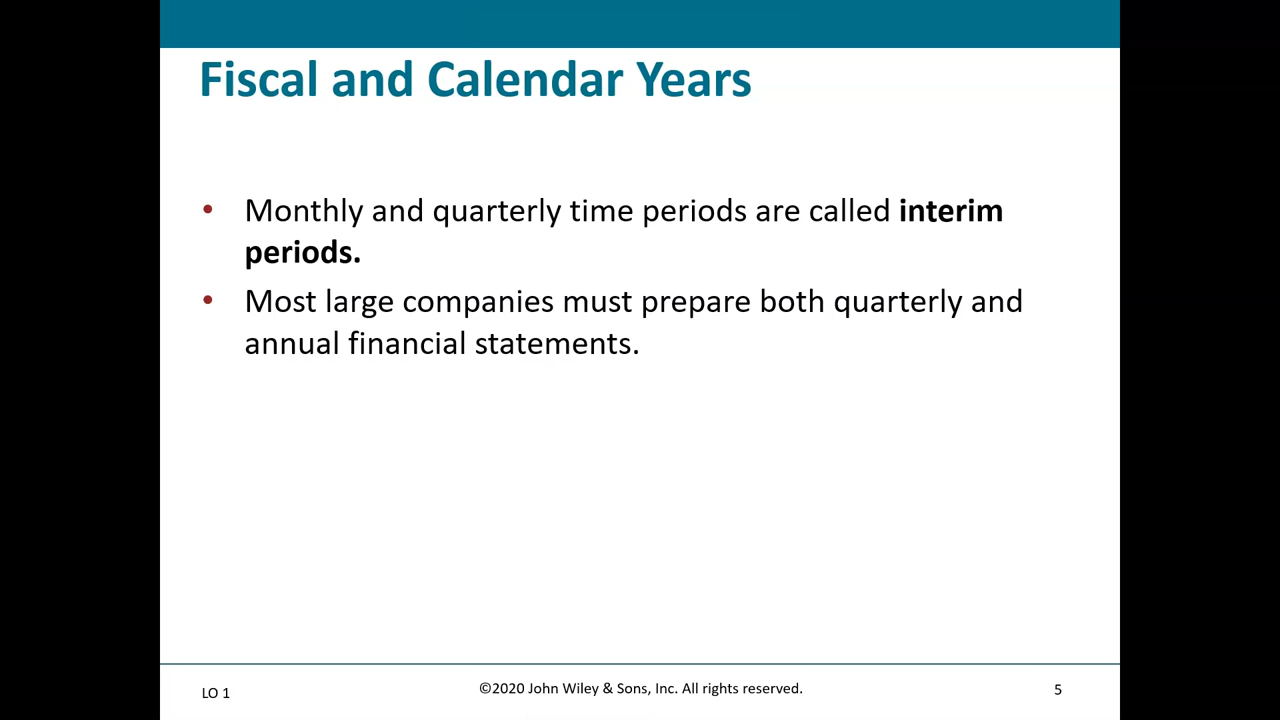 Fiscal and Calendar Years
• Monthly and quarterly time periods are called interim
periods.
• Most large companies must prepare both quarterly and
annual financial statements.
LO 1
©2020 John Wiley & Sons, Inc. All rights reserved.
5